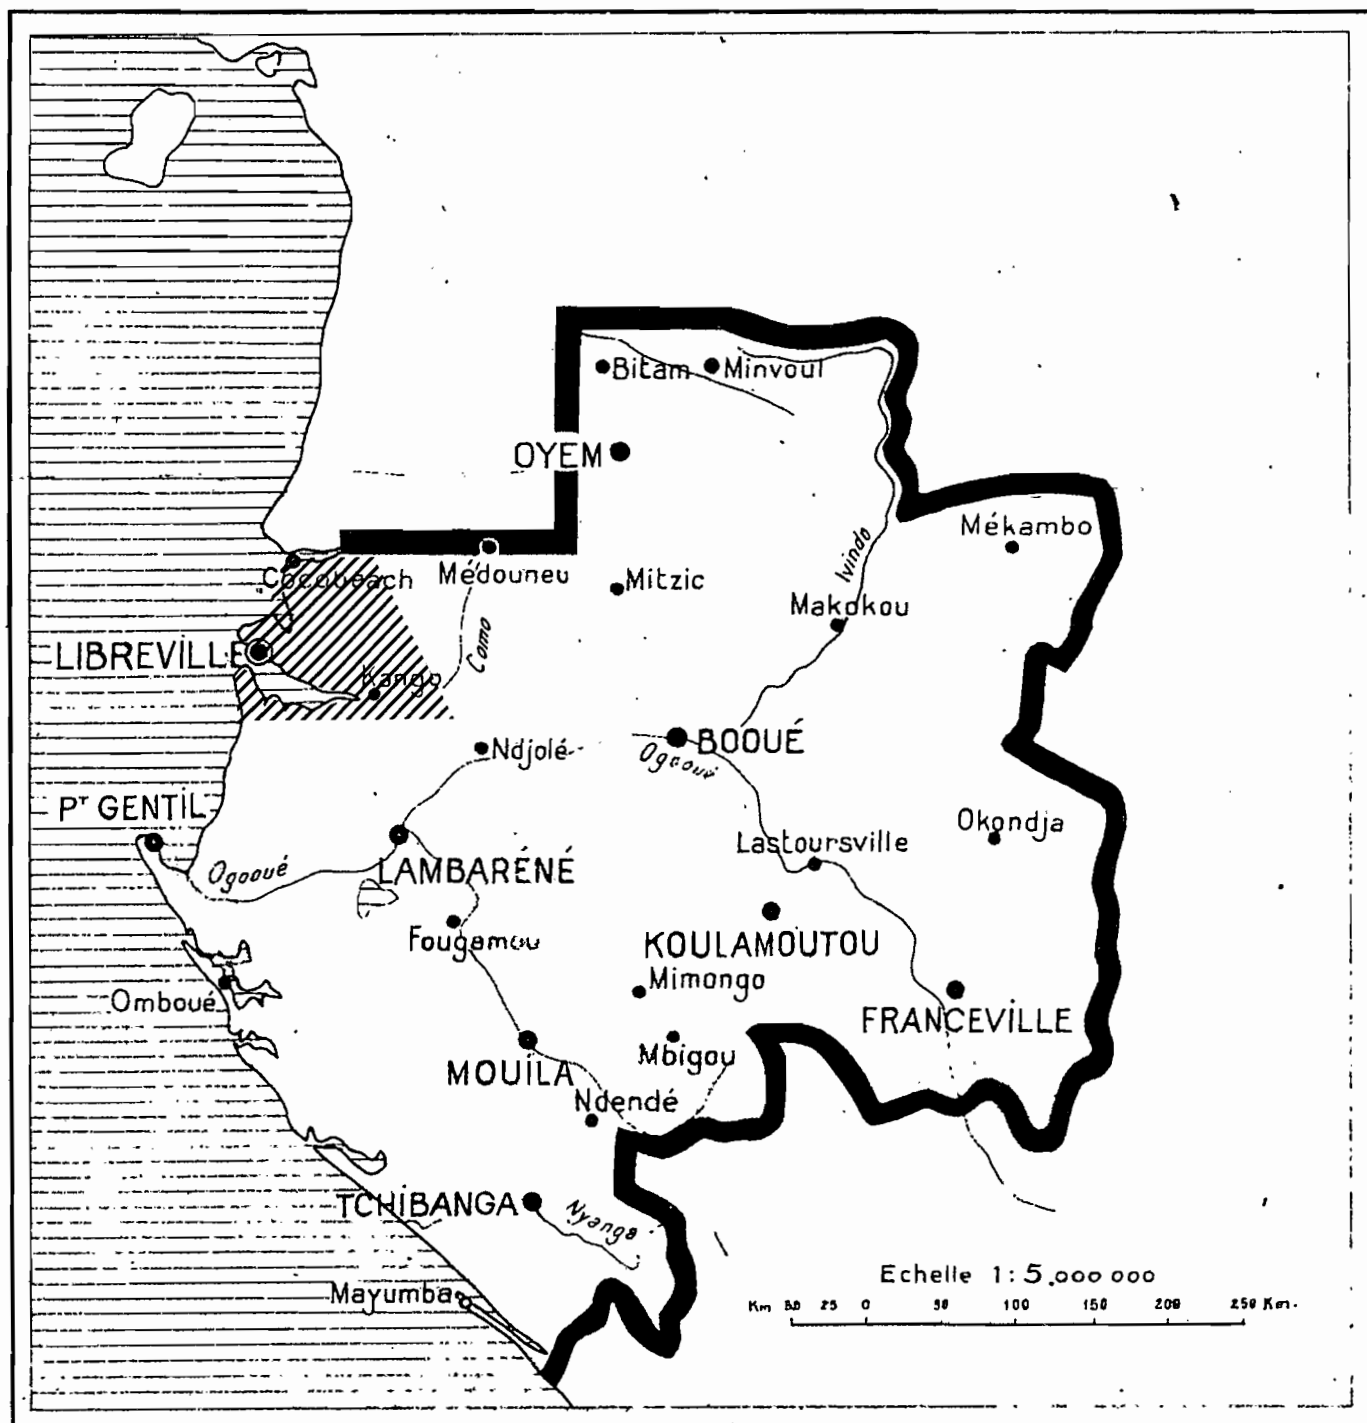 Bitam
Minvoul
OYEM
Mékambo
Cocobeach
Médouneu
Mitzic
Ivindo
Makokou
LIBREVILLE
Como
Kango
Ndjolé
BOOUÉ
Ogooué
PT GENTIL
Okondja
Lastoursville
Ogooué
LAMBARÉNÉ
Fougamou
KOULAMOUTOU
Mimongo
Omboué
FRANCEVILLE
Mbigou
MOUILA
Ndendé
TCHIBANGA
Nyanga
Mayumba
Echelle 1:5.000 000
Km 50 25 0 50 100 150 200 250 Km.